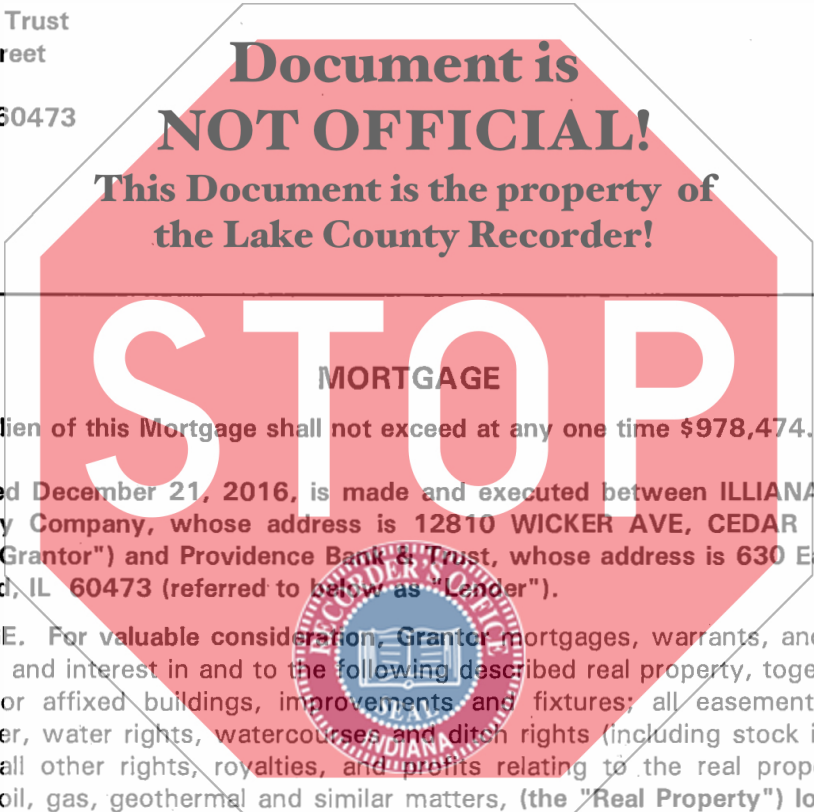 Trust
reet
60473
Document is
NOT OFFICIAL!
This Document is the property of
the Lake County Recorder!
STOP
MORTGAGE
lien of this Mortgage shall not exceed at any one time $978,474.
ed December 21, 2016, is made and executed between ILLIANA
y Company, whose address is 12810 WICKER AVE, CEDAR
Grantor") and Providence Bank & Trust, whose address is 630 Ea
d, IL 60473 (referred to below as "Lender").
E. For valuable consideration, Grantor mortgages, warrants, and
and interest in and to the following described real property, toge
or affixed buildings, improvements and fixtures; all easement
er, water rights, watercourses and ditch rights (including stock i
all other rights, royalties, and profits relating to the real prop
oil, gas, geothermal and similar matters, (the "Real Property") lo
RECORDER'S OFFICE
SEAL
INDIANA